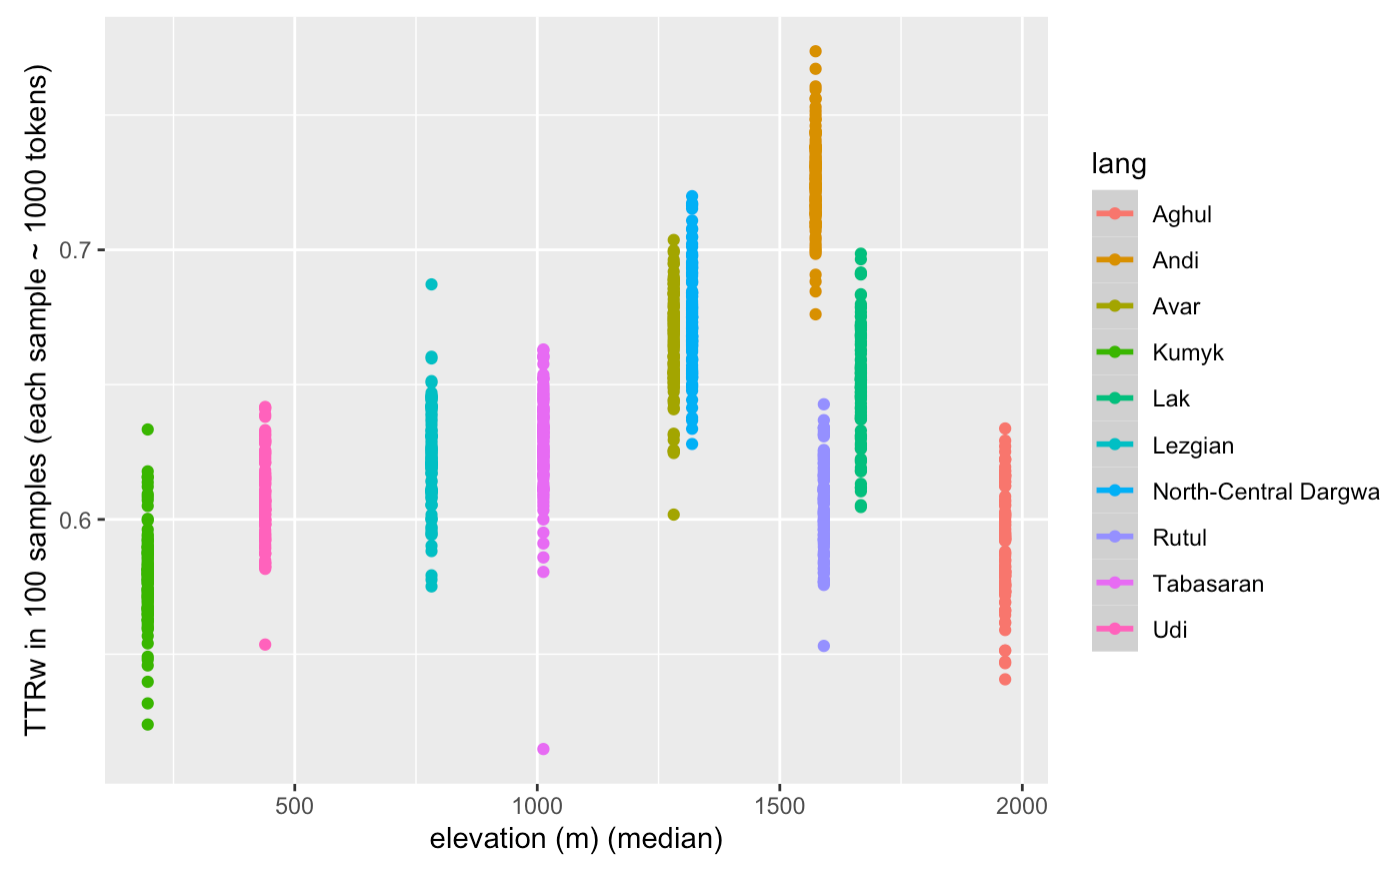 TTRw in 100 samples (each sample ~ 1000 tokens)
0.7
0.6
500 1000 1500 2000
elevation (m) (median)
lang
Aghul
Andi
Avar
Kumyk
Lak
Lezgian
North-Central Dargwa
Rutul
Tabasaran
Udi